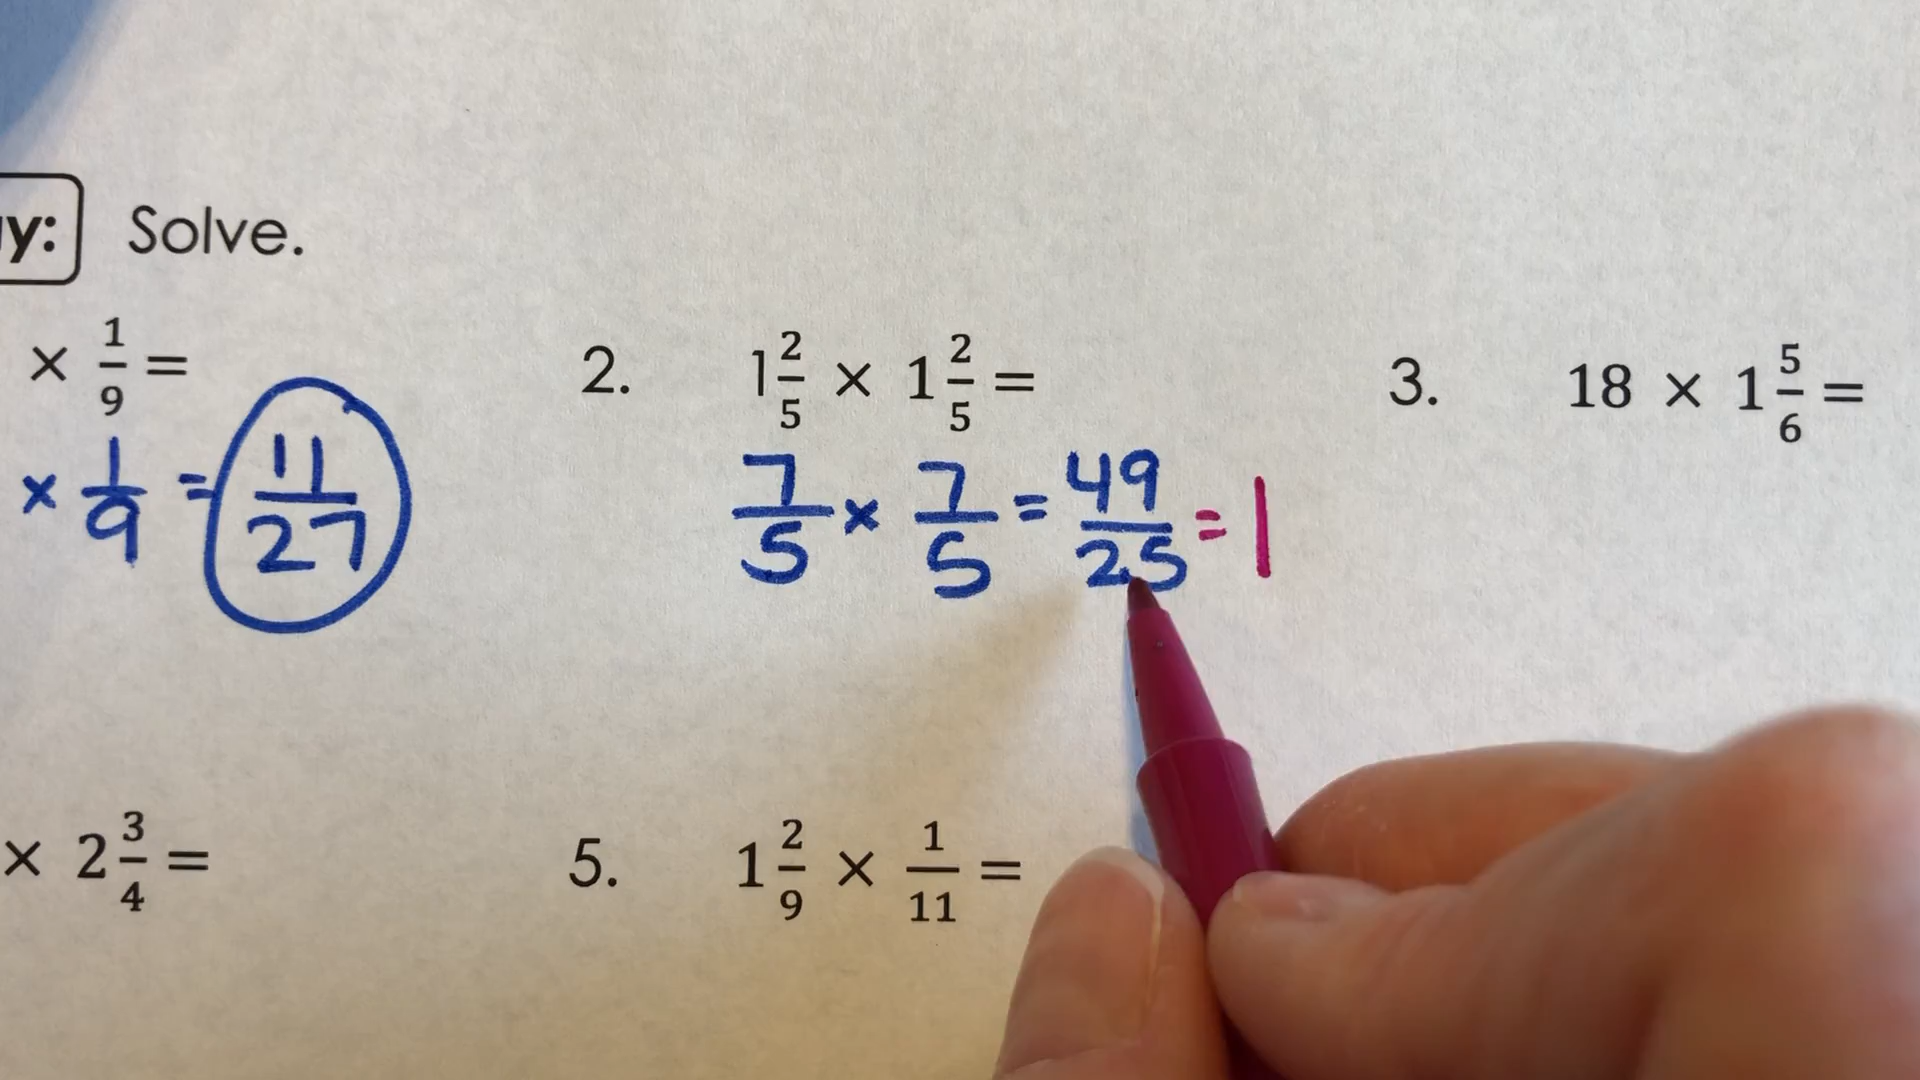 y: Solve.
× 1/9 =
× 1/9 = 11/27
2. 1 2/5 × 1 2/5 =
7/5 × 7/5 = 49/25 = 1
3. 18 × 1 5/6 =
× 2 3/4 =
5. 1 2/9 × 1/11 =